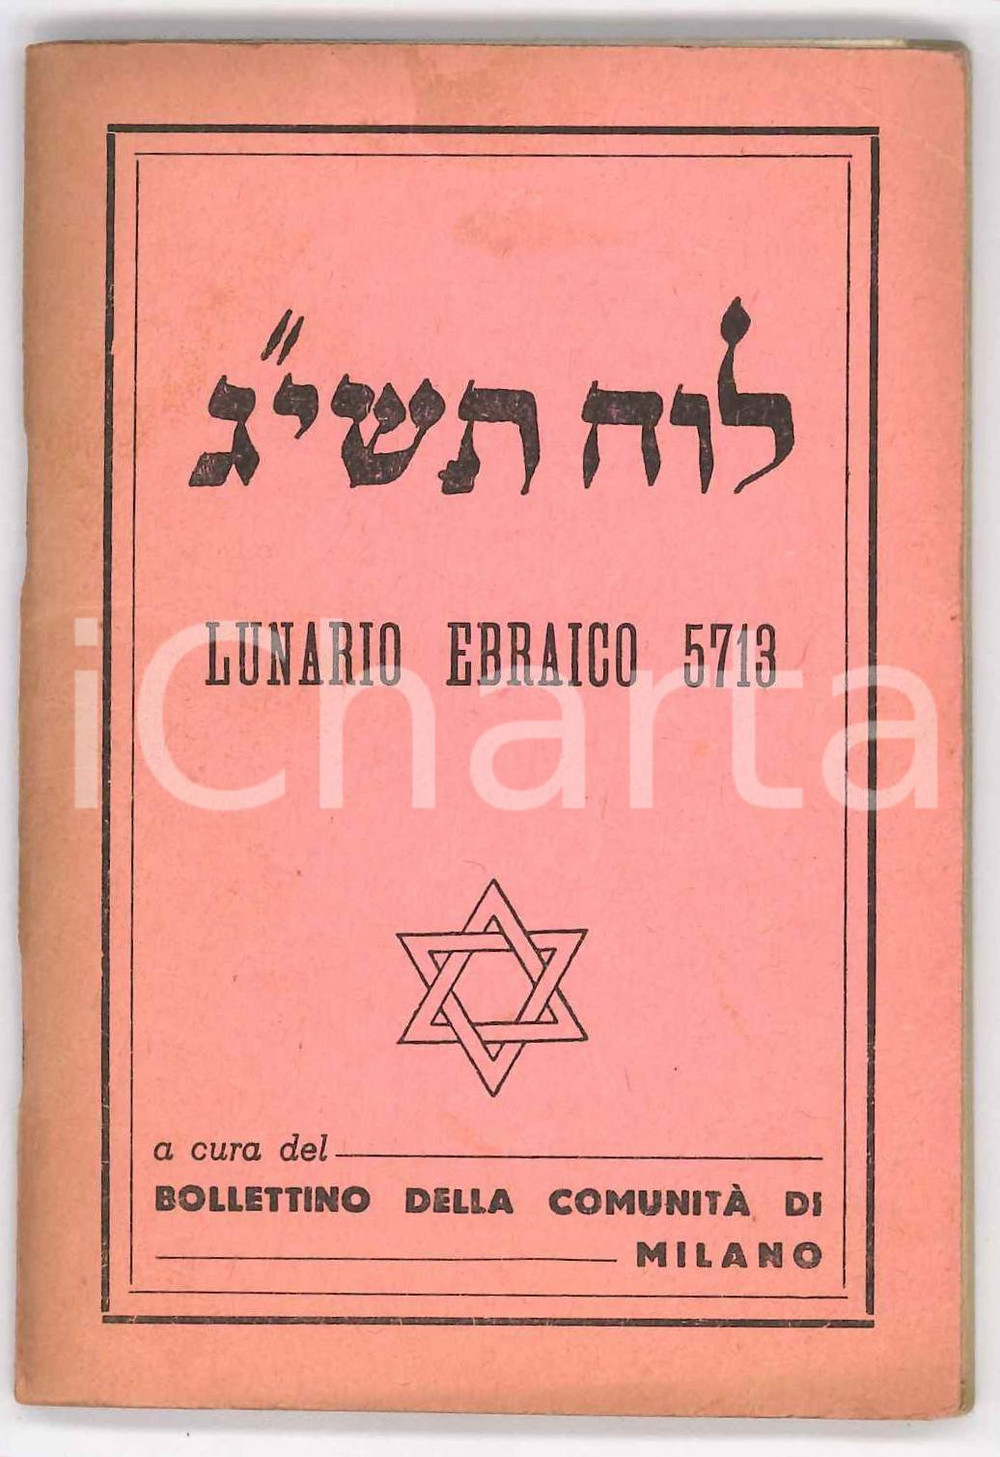 לוח תשי"ג
LUNARIO EBRAICO 5713
iCharta
a cura del
BOLLETTINO DELLA COMUNITÀ DI
MILANO